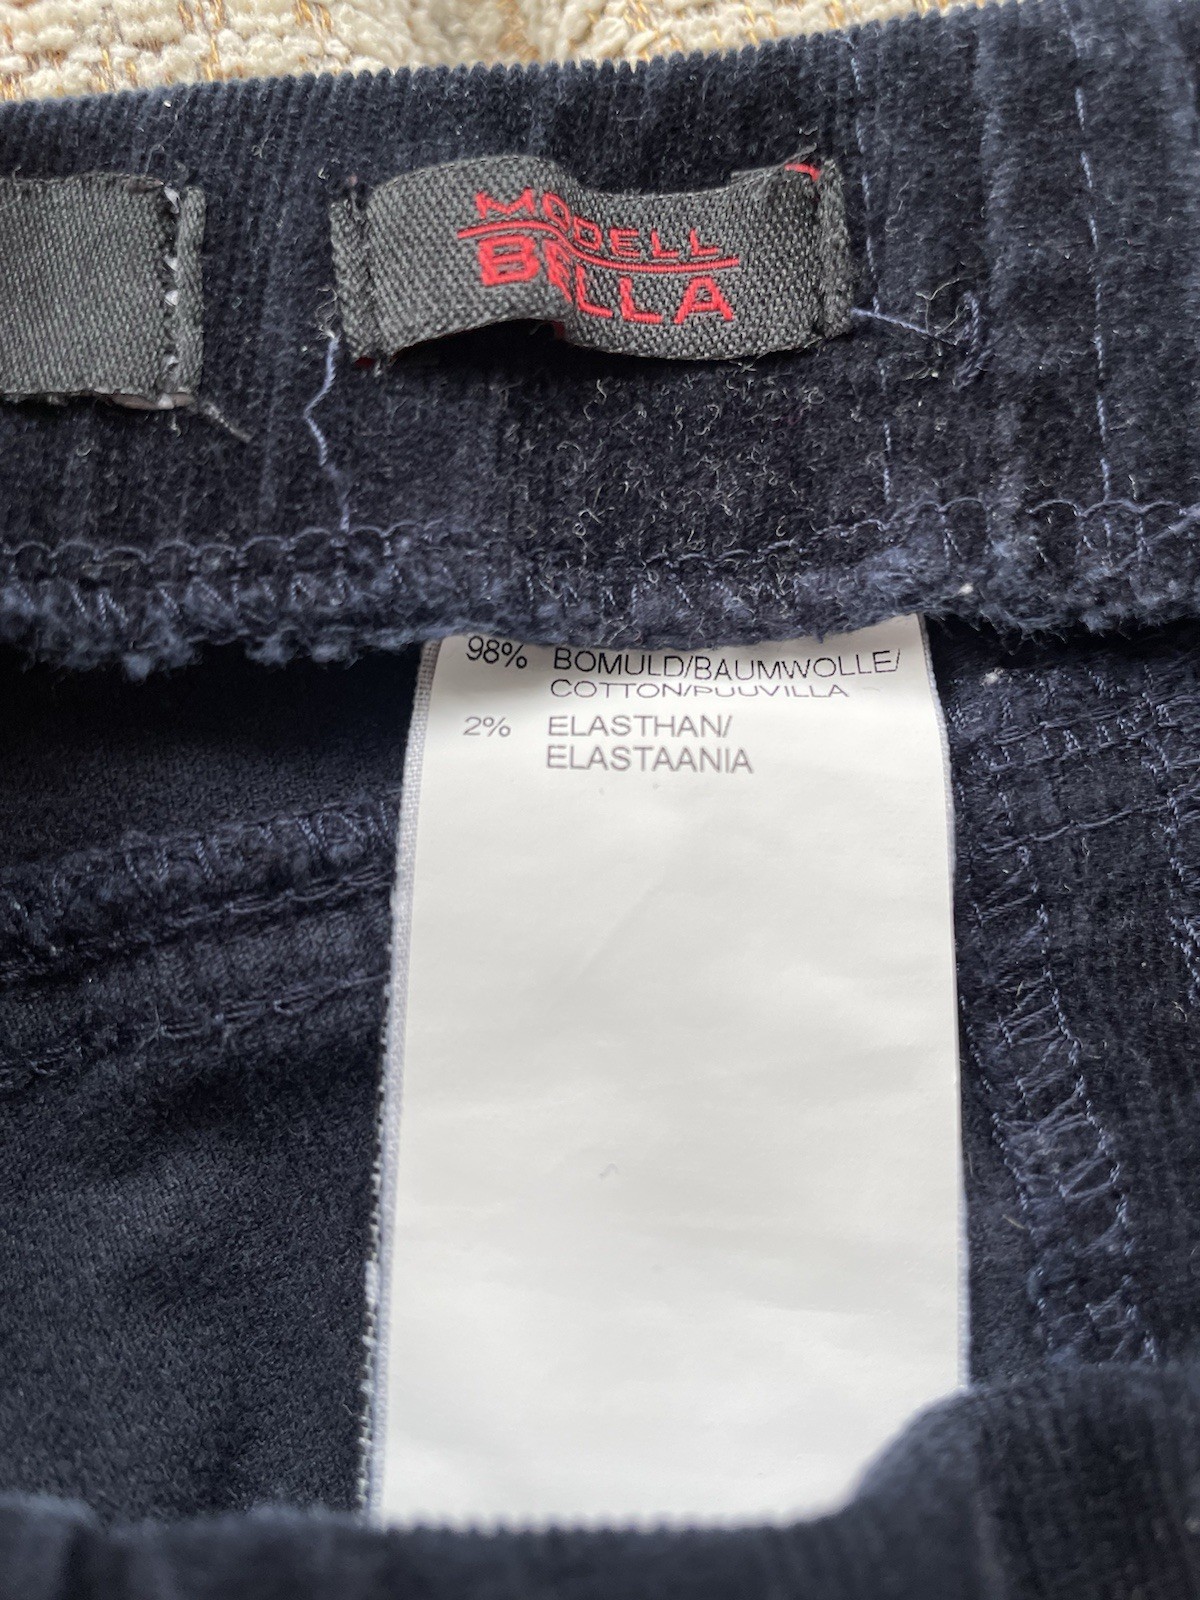 MODELL
BELLA
98% BOMULD/BAUMWOLLE/
COTTON/PUUVILLA
2% ELASTHAN/
ELASTAANIA